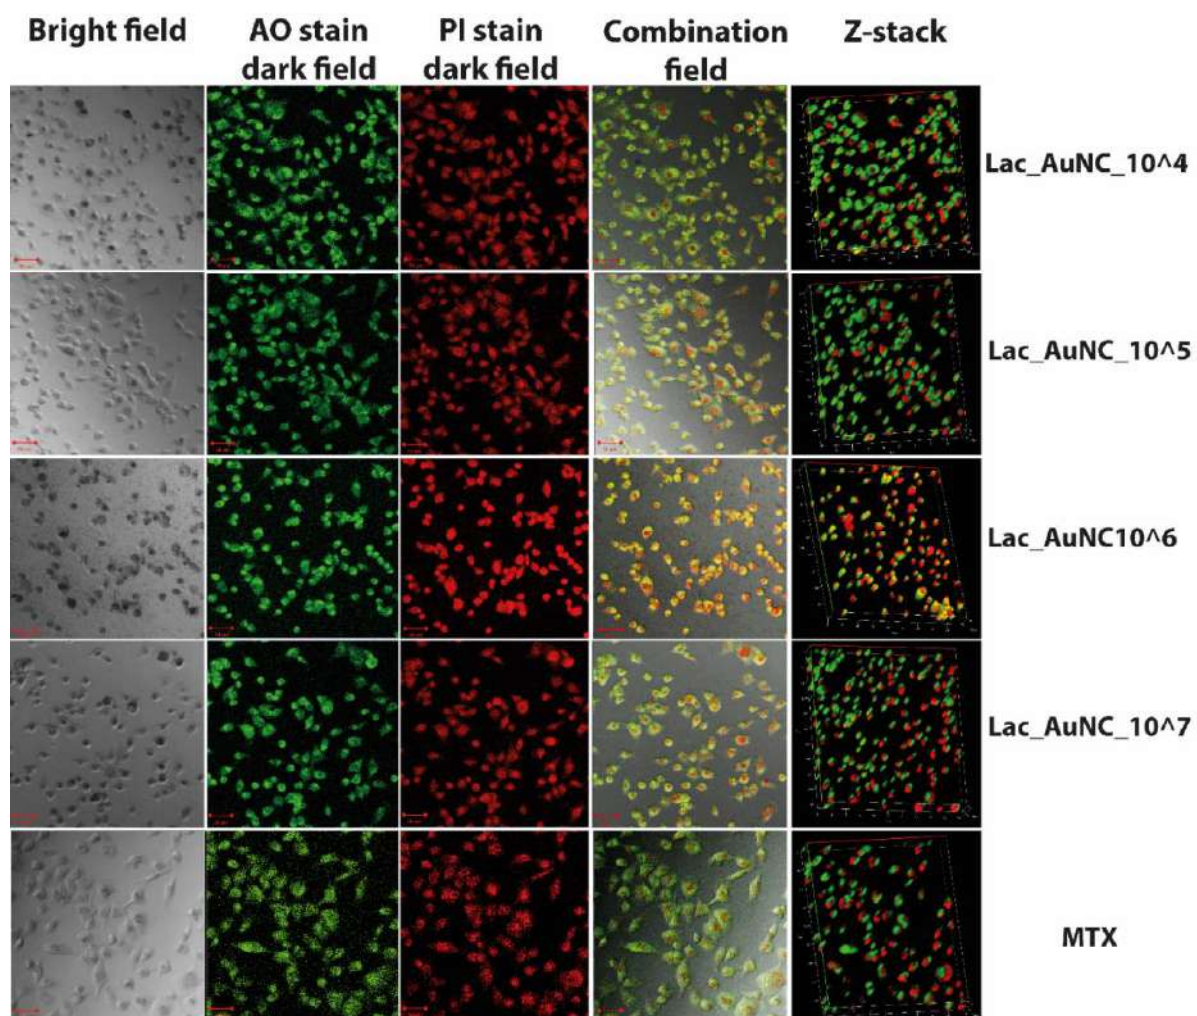 Bright field
AO stain
dark field
PI stain
dark field
Combination
field
Z-stack
Lac_AuNC_10^4
Lac_AuNC_10^5
Lac_AuNC10^6
Lac_AuNC_10^7
MTX